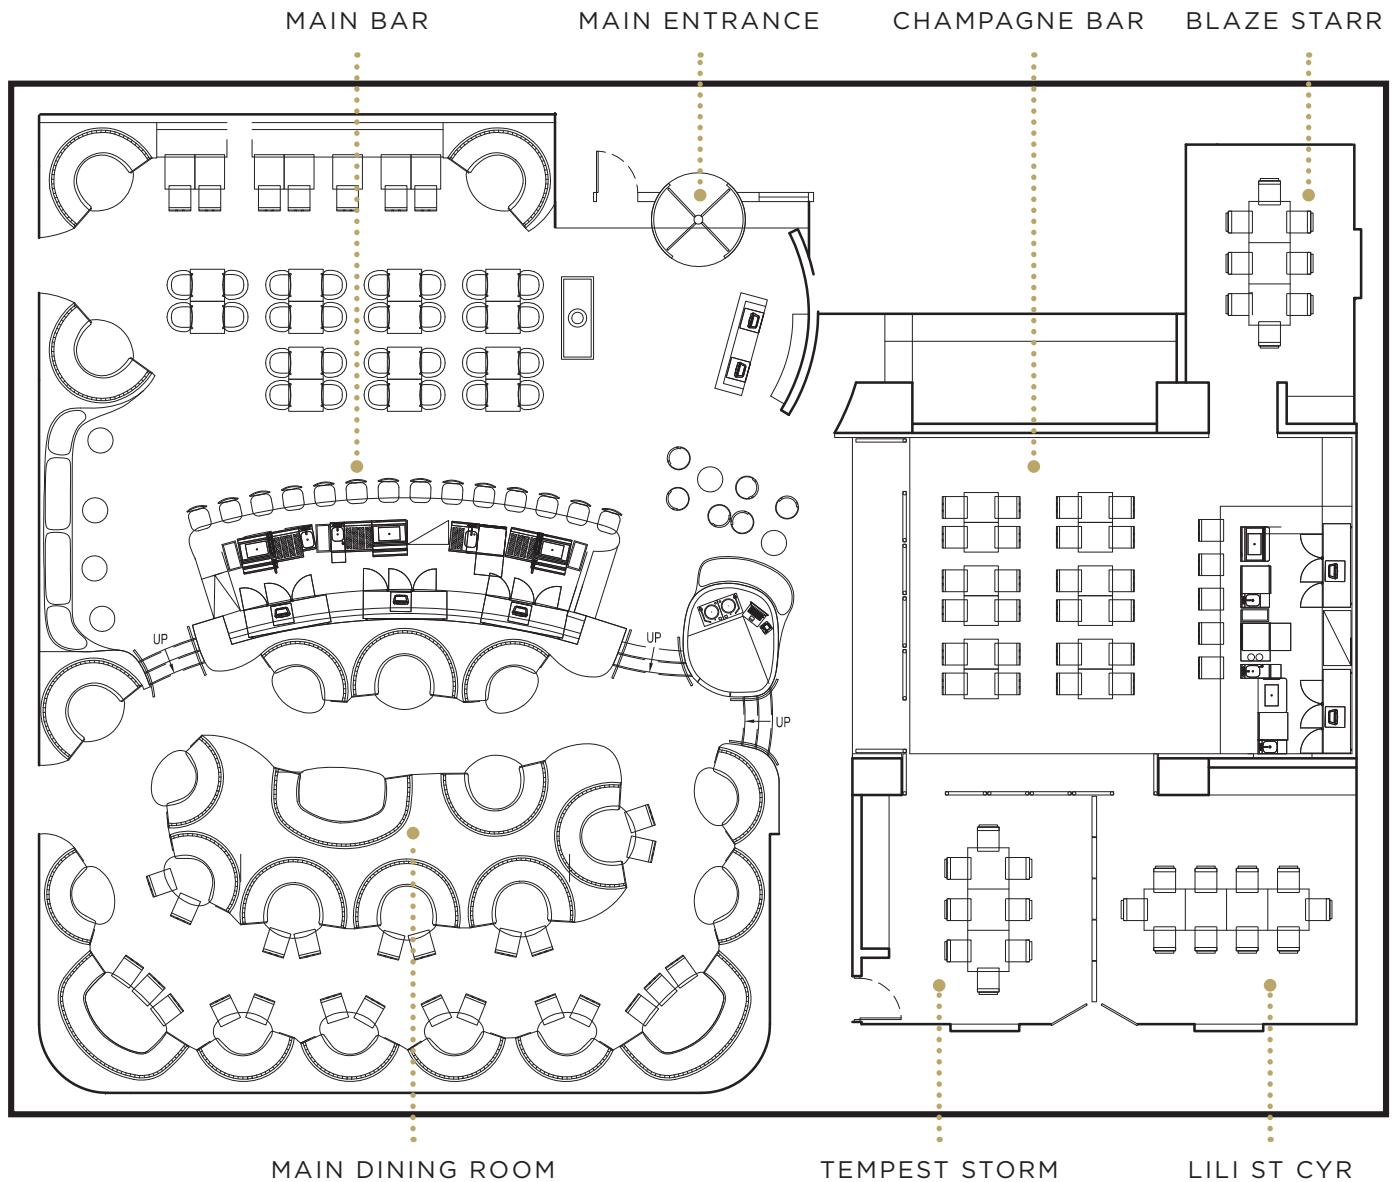 MAIN BAR
MAIN ENTRANCE
CHAMPAGNE BAR
BLAZE STARR
UP
UP
UP
MAIN DINING ROOM
TEMPEST STORM
LILI ST CYR